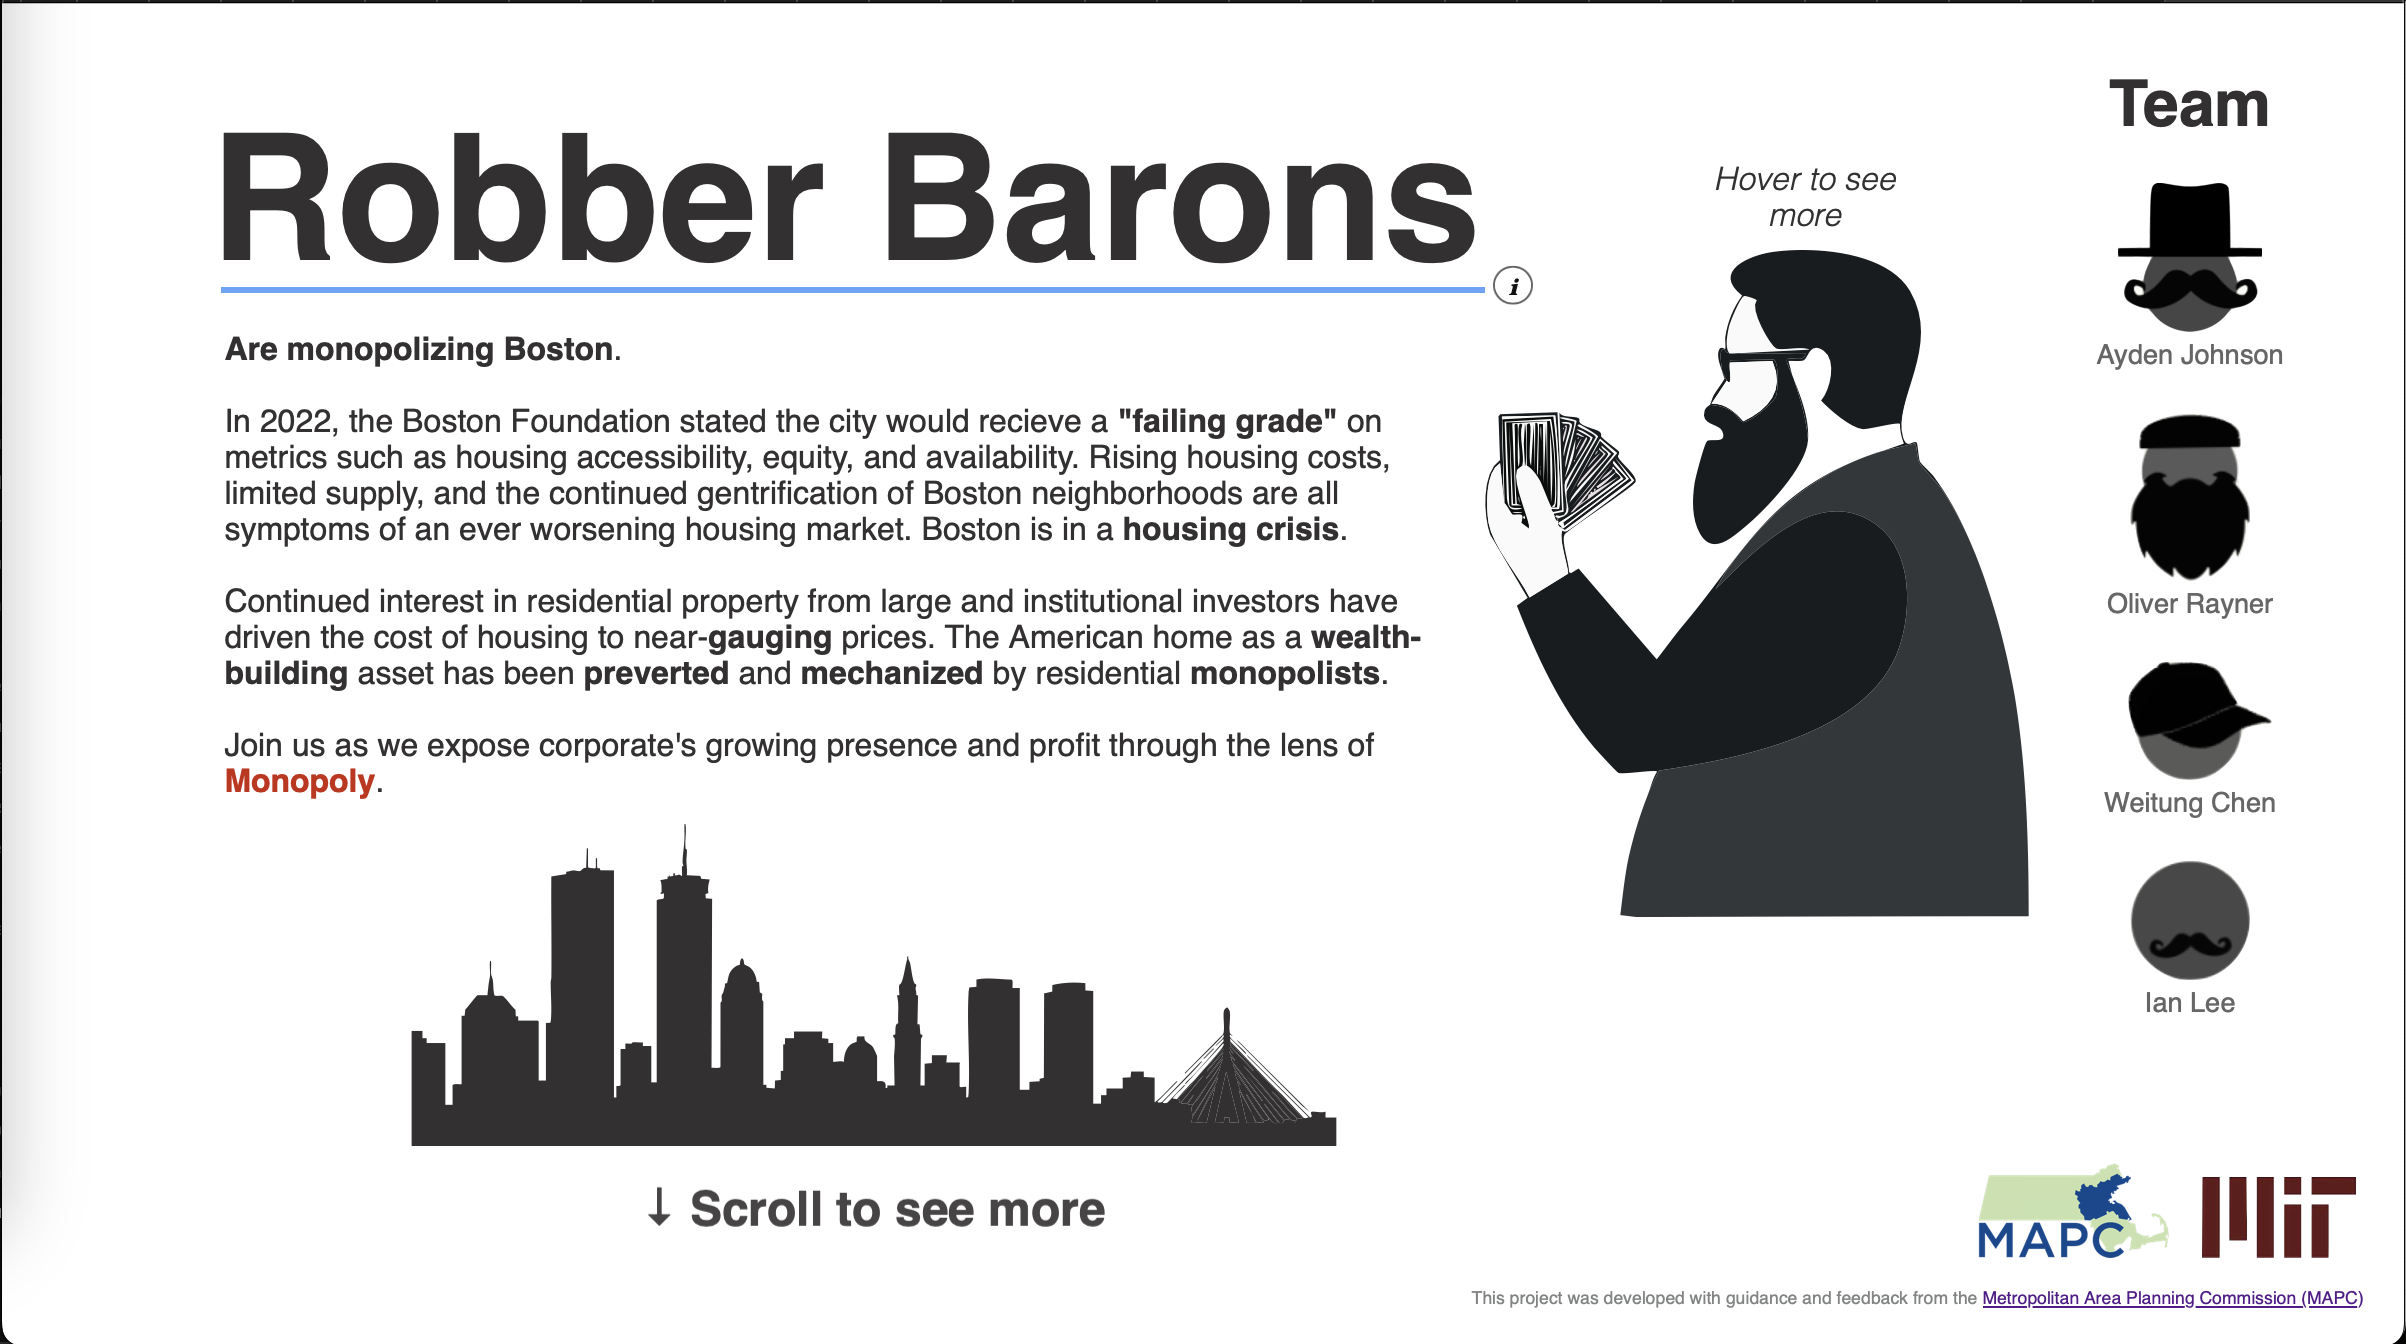 Robber Barons
i
Are monopolizing Boston.
In 2022, the Boston Foundation stated the city would recieve a "failing grade" on
metrics such as housing accessibility, equity, and availability. Rising housing costs,
limited supply, and the continued gentrification of Boston neighborhoods are all
symptoms of an ever worsening housing market. Boston is in a housing crisis.
Continued interest in residential property from large and institutional investors have
driven the cost of housing to near-gauging prices. The American home as a wealth-
building asset has been preverted and mechanized by residential monopolists.
Join us as we expose corporate's growing presence and profit through the lens of
Monopoly.
↓ Scroll to see more
Hover to see
more
Team
Ayden Johnson
Oliver Rayner
Weitung Chen
Ian Lee
MAPC
MIT
This project was developed with guidance and feedback from the Metropolitan Area Planning Commission (MAPC)